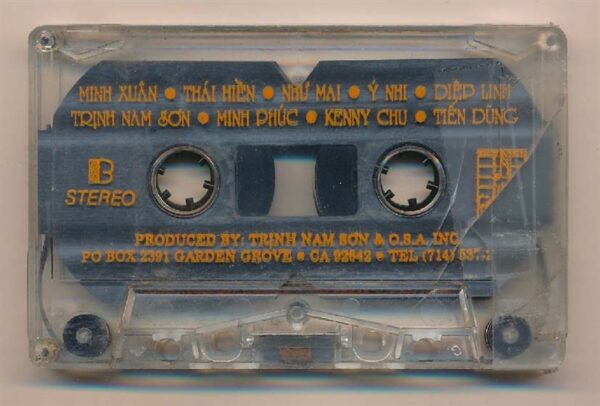 MINH XUÂN • THÁI HIỀN • NHƯ MAI • Ý NHI • DIỆP LINH
TRỊNH NAM SƠN • MINH PHÚC • KENNY CHU • TIẾN DŨNG
B
STEREO
PRODUCED BY: TRỊNH NAM SƠN & O.S.A. INC.
PO BOX 2391 GARDEN GROVE • CA 92642 • TEL (714)